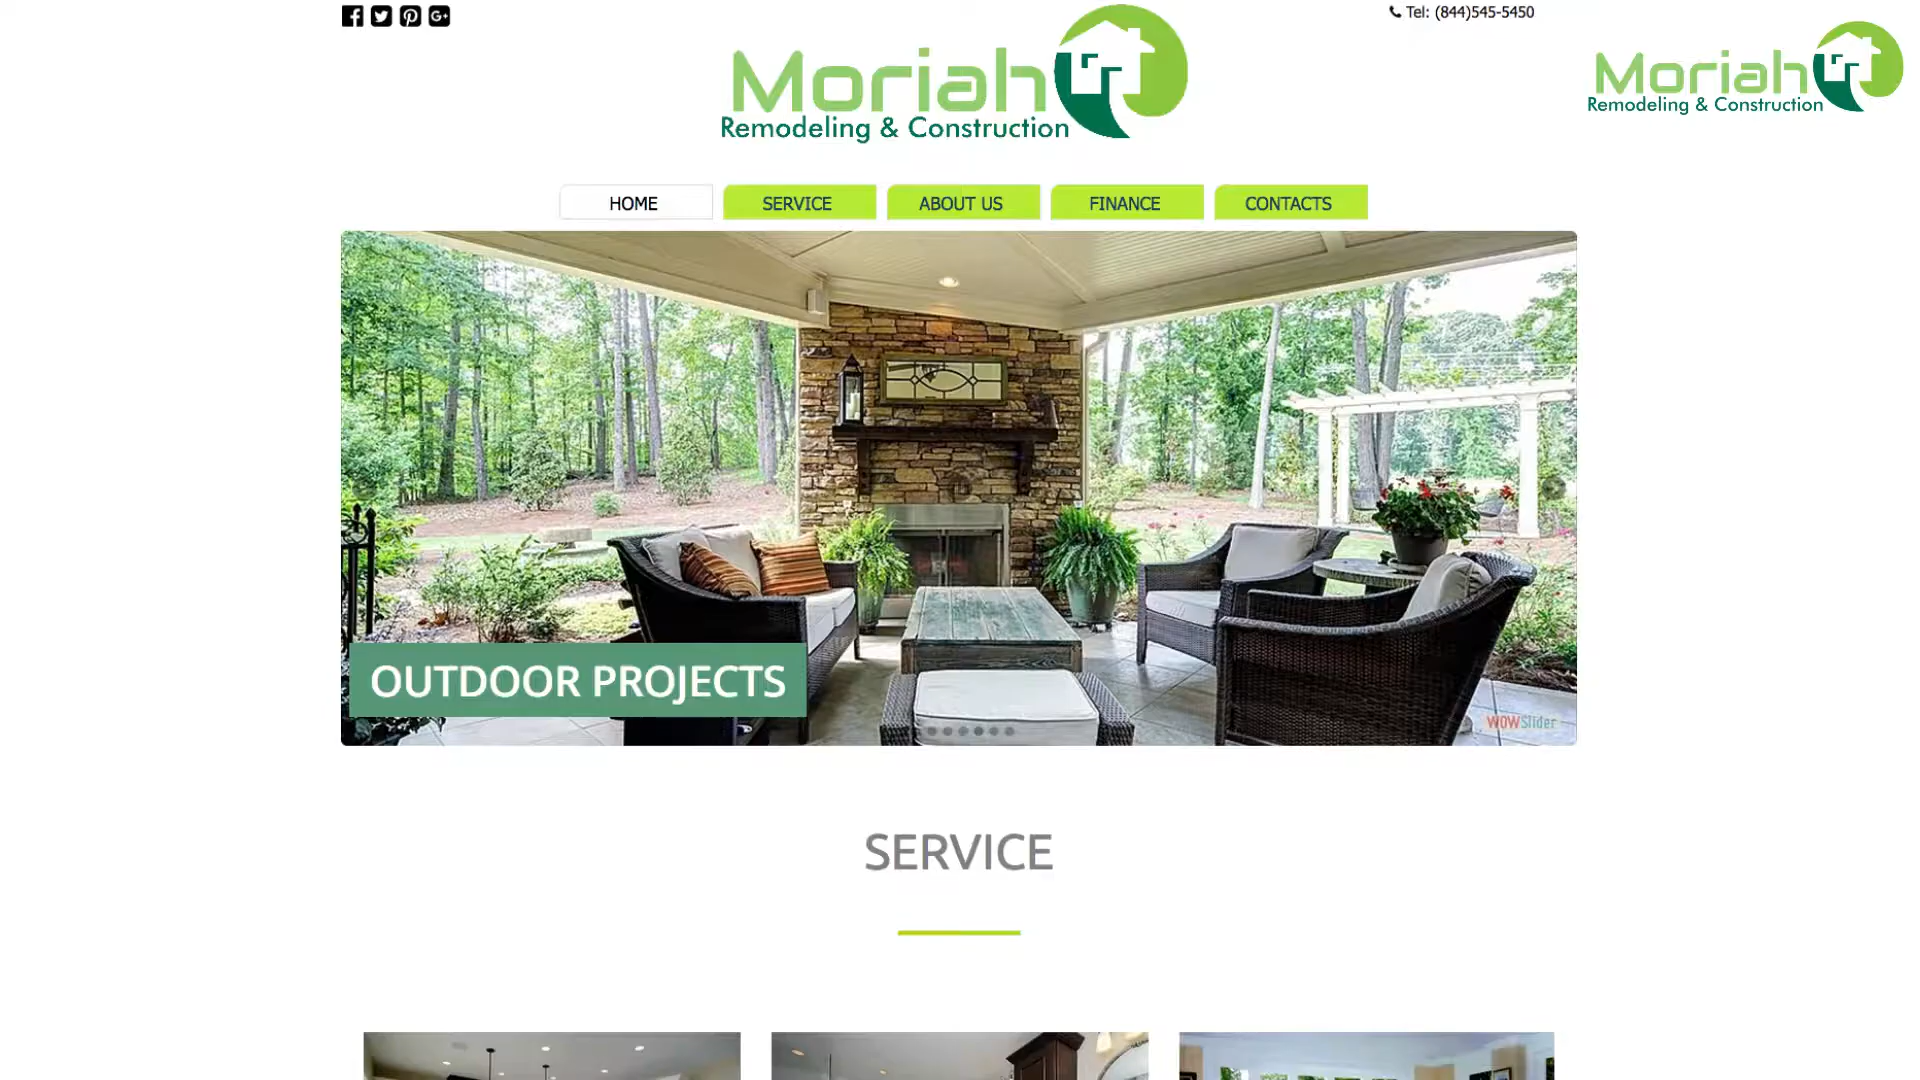 Tel: (844)545-5450
Moriah
Remodeling & Construction
Moriah
Remodeling & Construction
HOME
SERVICE
ABOUT US
FINANCE
CONTACTS
OUTDOOR PROJECTS
WOWSlider
SERVICE